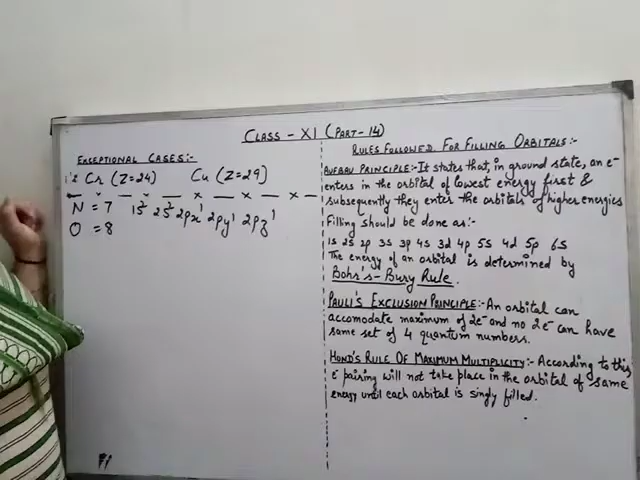 CLASS - XI (PART-14)
EXCEPTIONAL CASES:-
Cr (Z=24) Cu (Z=29)
— × — × — × —
N = 7 1s² 2s² 2px¹ 2py¹ 2pz¹
O = 8
RULES FOLLOWED FOR FILLING ORBITALS:-
AUFBAU PRINCIPLE:- It states that, in ground state, an e⁻
enters in the orbital of lowest energy first &
subsequently they enter the orbitals of higher energies
Filling should be done as:-
1s 2s 2p 3s 3p 4s 3d 4p 5s 4d 5p 6s
The energy of an orbital is determined by
Bohr's-Bury Rule.
PAULI'S EXCLUSION PRINCIPLE:- An orbital can
accomodate maximum of 2e⁻ and no 2e⁻ can have
same set of 4 quantum numbers.
HOND'S RULE OF MAXIMUM MULTIPLICITY:- According to this,
e⁻ pairing will not take place in the orbital of same
energy until each orbital is singly filled.